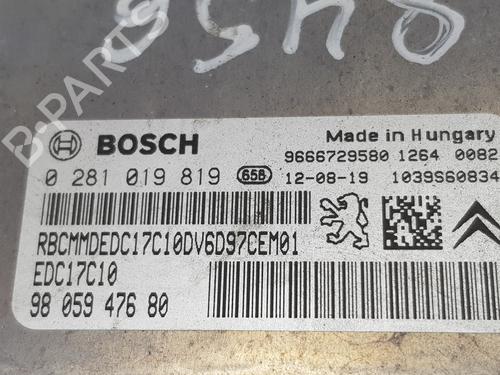 BOSCH
Made in Hungary
9666729580 1264 0082
0 281 019 819 658 12-08-19 1039S60834
RBCMMDEDC17C10DV6D97CEM01
EDC17C10
98 059 476 80
B-PARTS